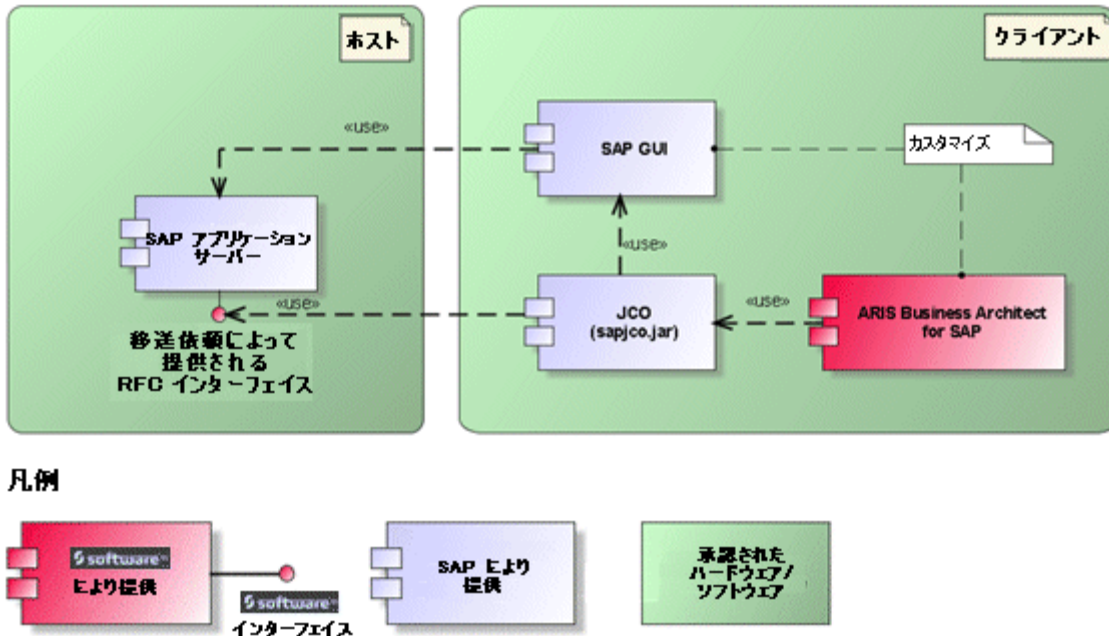 ホスト
クライアント
«use»
SAP GUI
カスタマイズ
SAP アプリケーション
サーバー
«use»
«use»
JCO
(sapjco.jar)
«use»
ARIS Business Architect
for SAP
移送依頼によって
提供される
RFC インターフェイス
凡例
software
により提供
software
インターフェイス
SAP により
提供
承認された
ハードウェア/
ソフトウェア